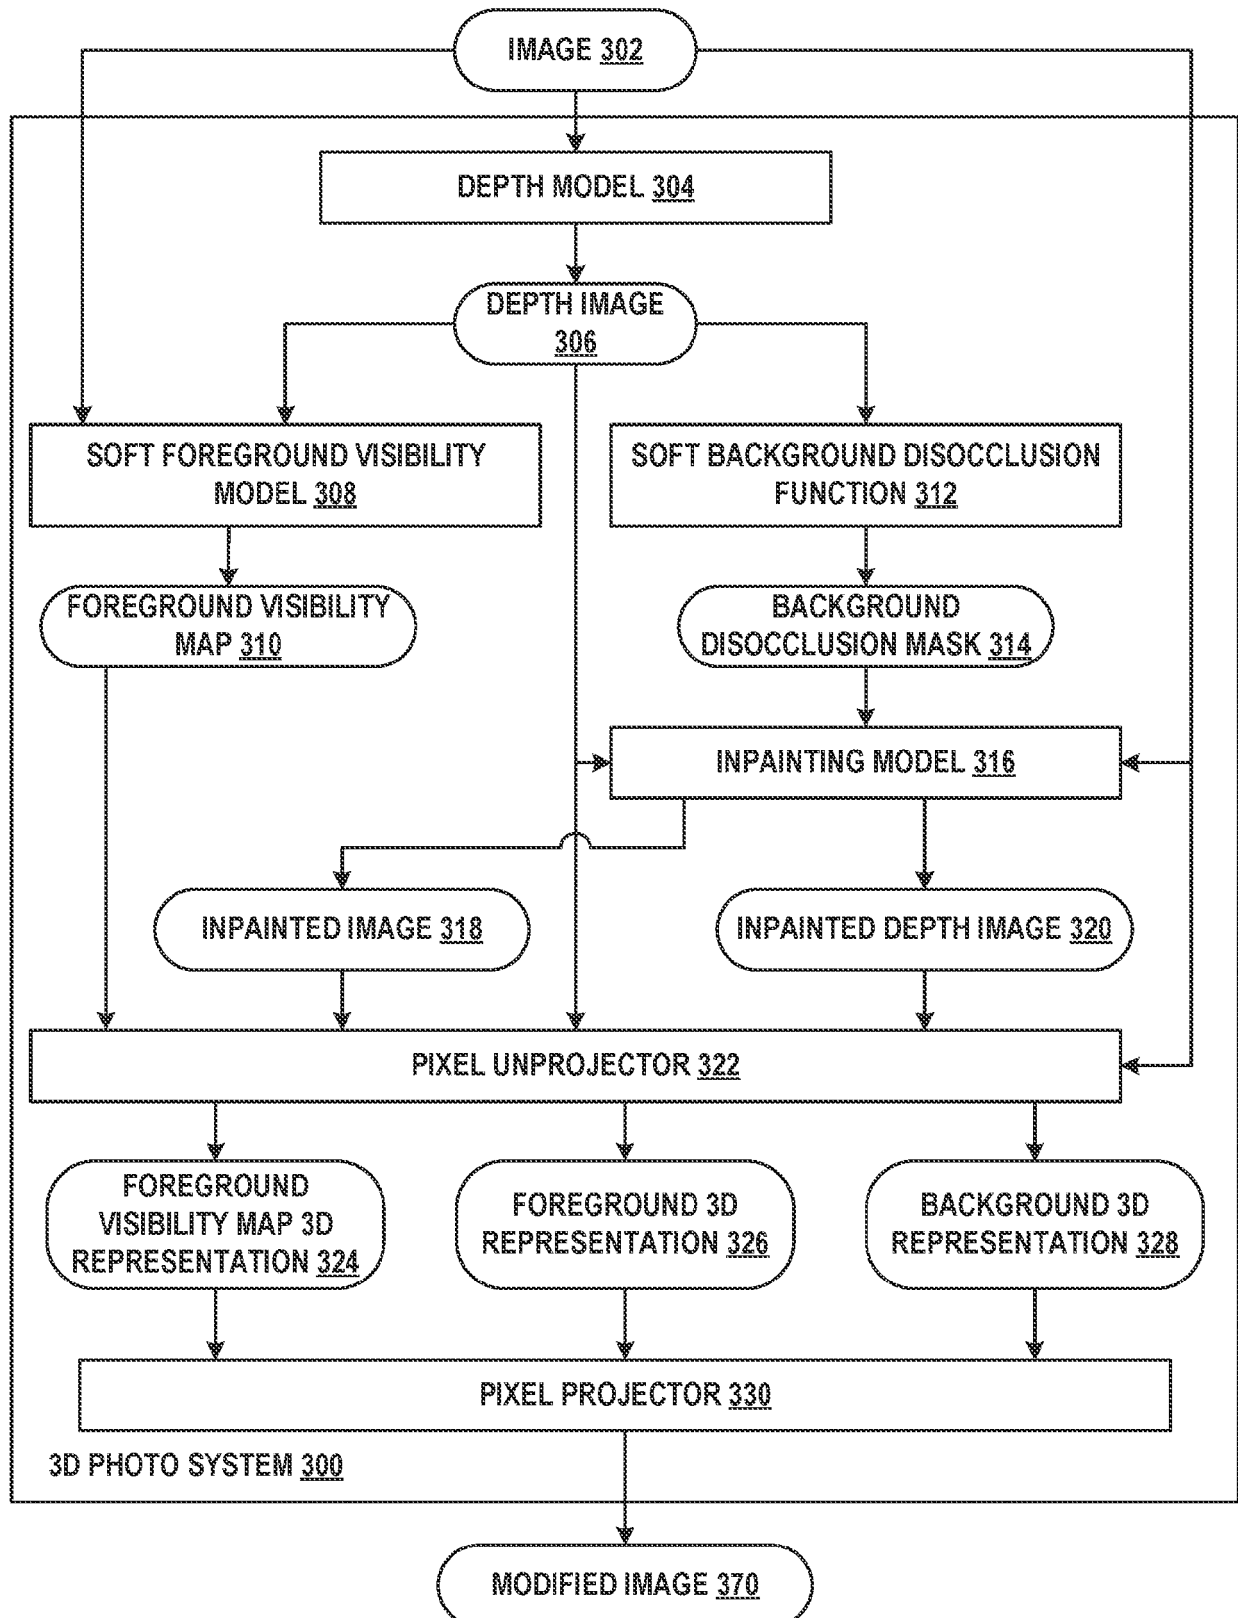 IMAGE 302
DEPTH MODEL 304
DEPTH IMAGE
306
SOFT FOREGROUND VISIBILITY
MODEL 308
SOFT BACKGROUND DISOCCLUSION
FUNCTION 312
FOREGROUND VISIBILITY
MAP 310
BACKGROUND
DISOCCLUSION MASK 314
INPAINTING MODEL 316
INPAINTED IMAGE 318
INPAINTED DEPTH IMAGE 320
PIXEL UNPROJECTOR 322
FOREGROUND
VISIBILITY MAP 3D
REPRESENTATION 324
FOREGROUND 3D
REPRESENTATION 326
BACKGROUND 3D
REPRESENTATION 328
PIXEL PROJECTOR 330
3D PHOTO SYSTEM 300
MODIFIED IMAGE 370